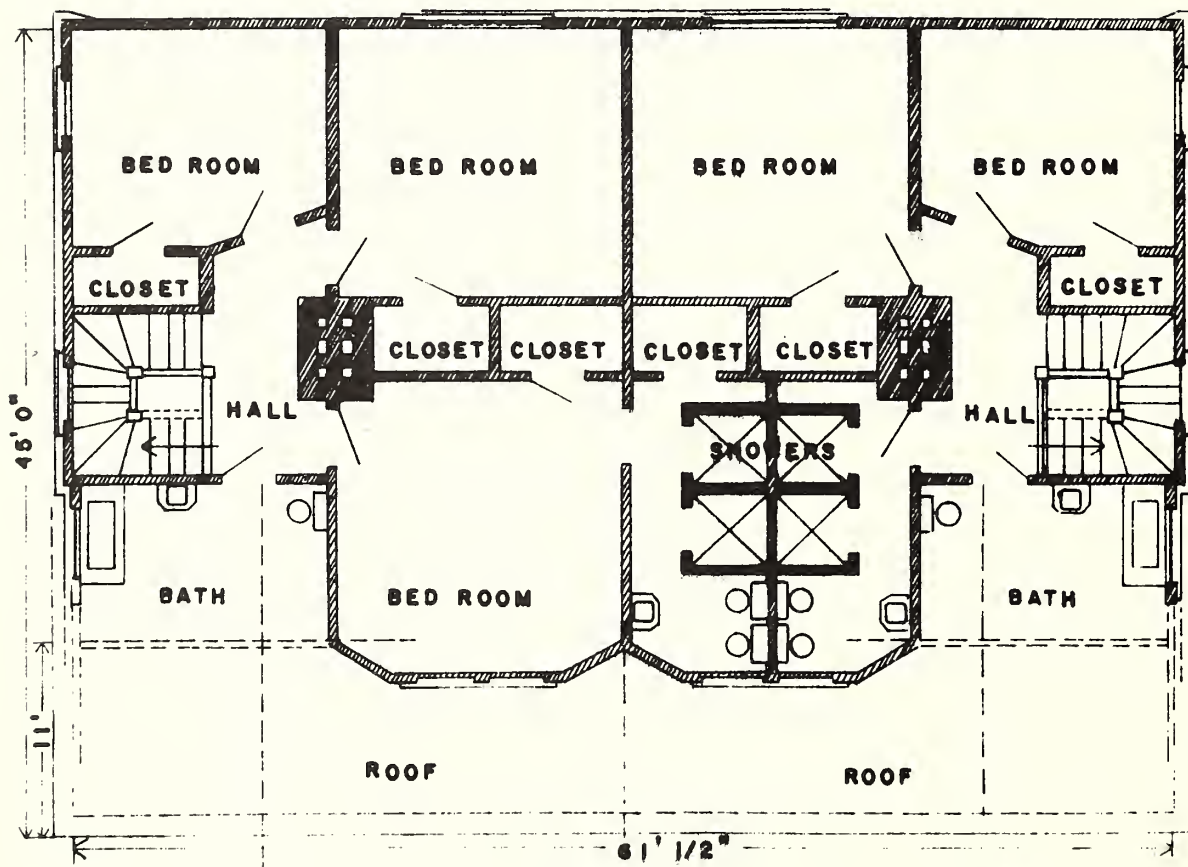 BED ROOM BED ROOM BED ROOM BED ROOM
CLOSET CLOSET
CLOSET CLOSET CLOSET CLOSET
HALL HALL
45' 0"
SHOWERS
BATH BED ROOM BATH
11'
ROOF ROOF
61' 1/2"